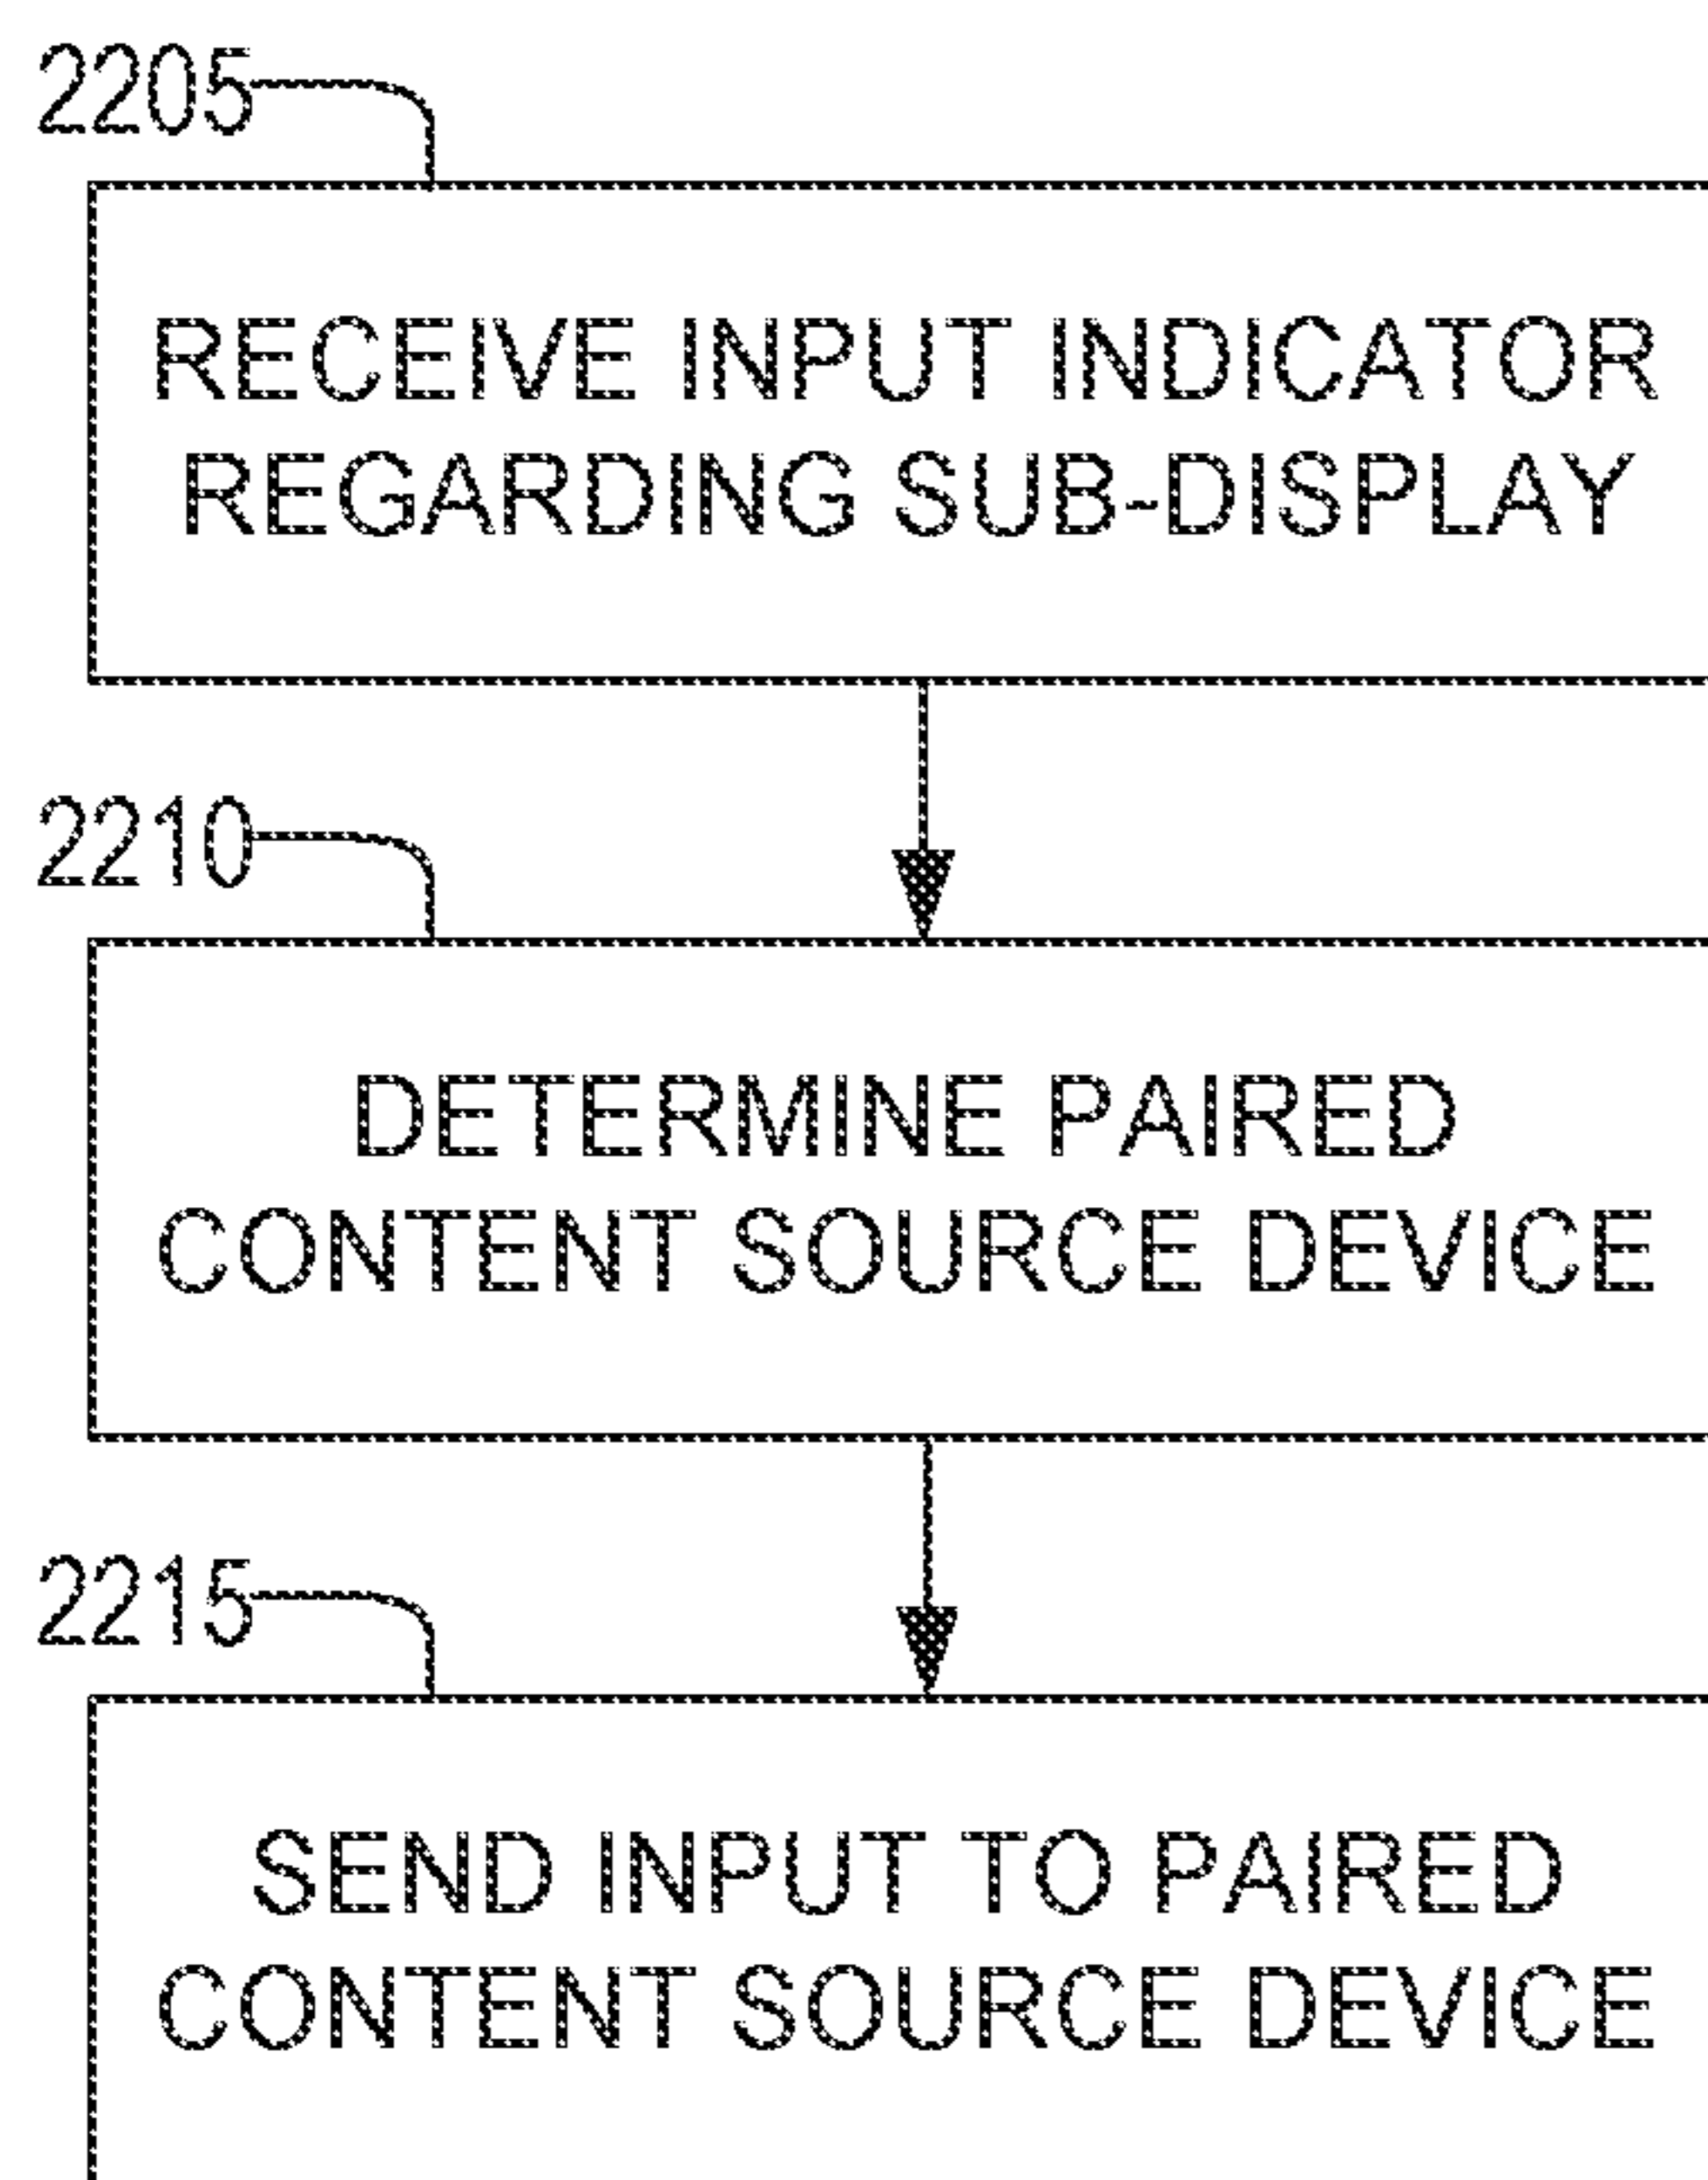 2205
RECEIVE INPUT INDICATOR
REGARDING SUB-DISPLAY
2210
DETERMINE PAIRED
CONTENT SOURCE DEVICE
2215
SEND INPUT TO PAIRED
CONTENT SOURCE DEVICE